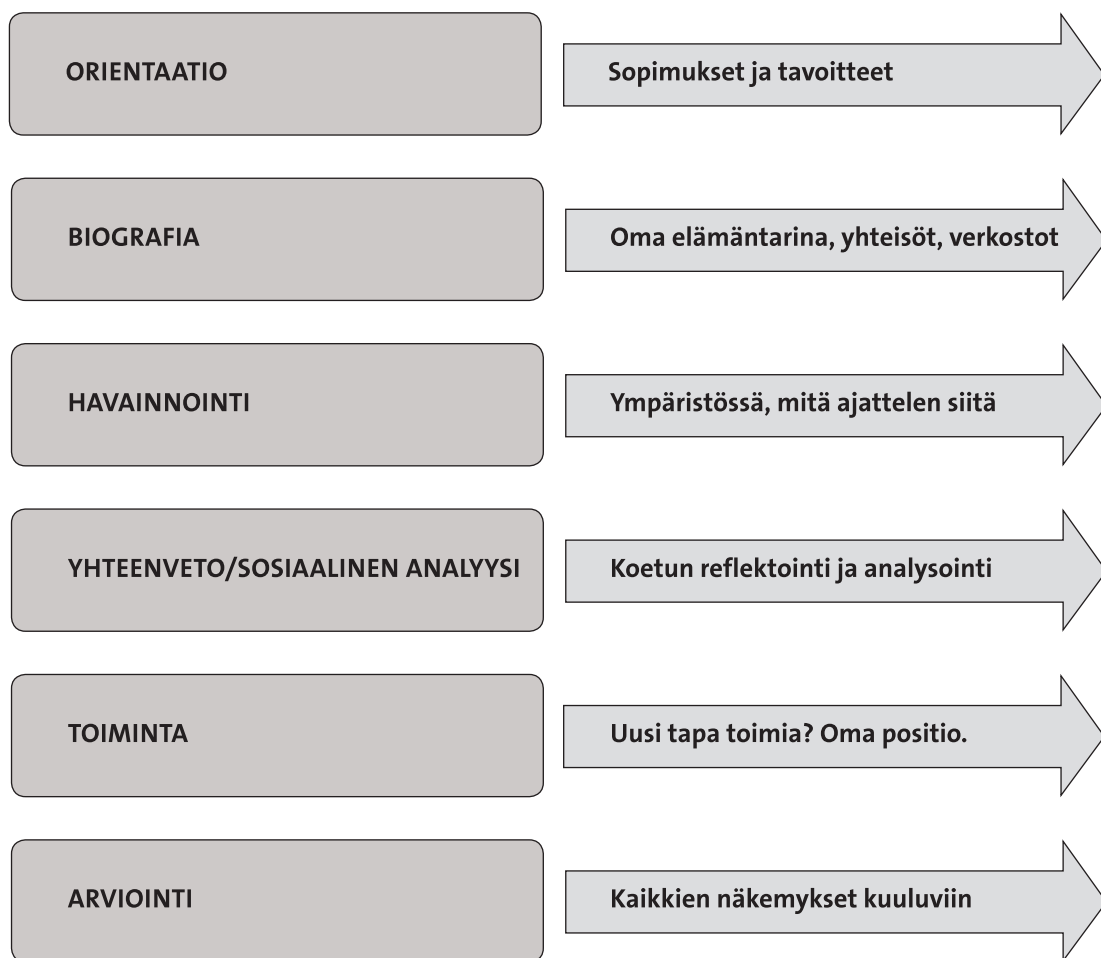 ORIENTAATIO
Sopimukset ja tavoitteet
BIOGRAFIA
Oma elämäntarina, yhteisöt, verkostot
HAVAINNOINTI
Ympäristössä, mitä ajattelen siitä
YHTEENVETO/SOSIAALINEN ANALYYSI
Koetun reflektointi ja analysointi
TOIMINTA
Uusi tapa toimia? Oma positio.
ARVIOINTI
Kaikkien näkemykset kuuluviin